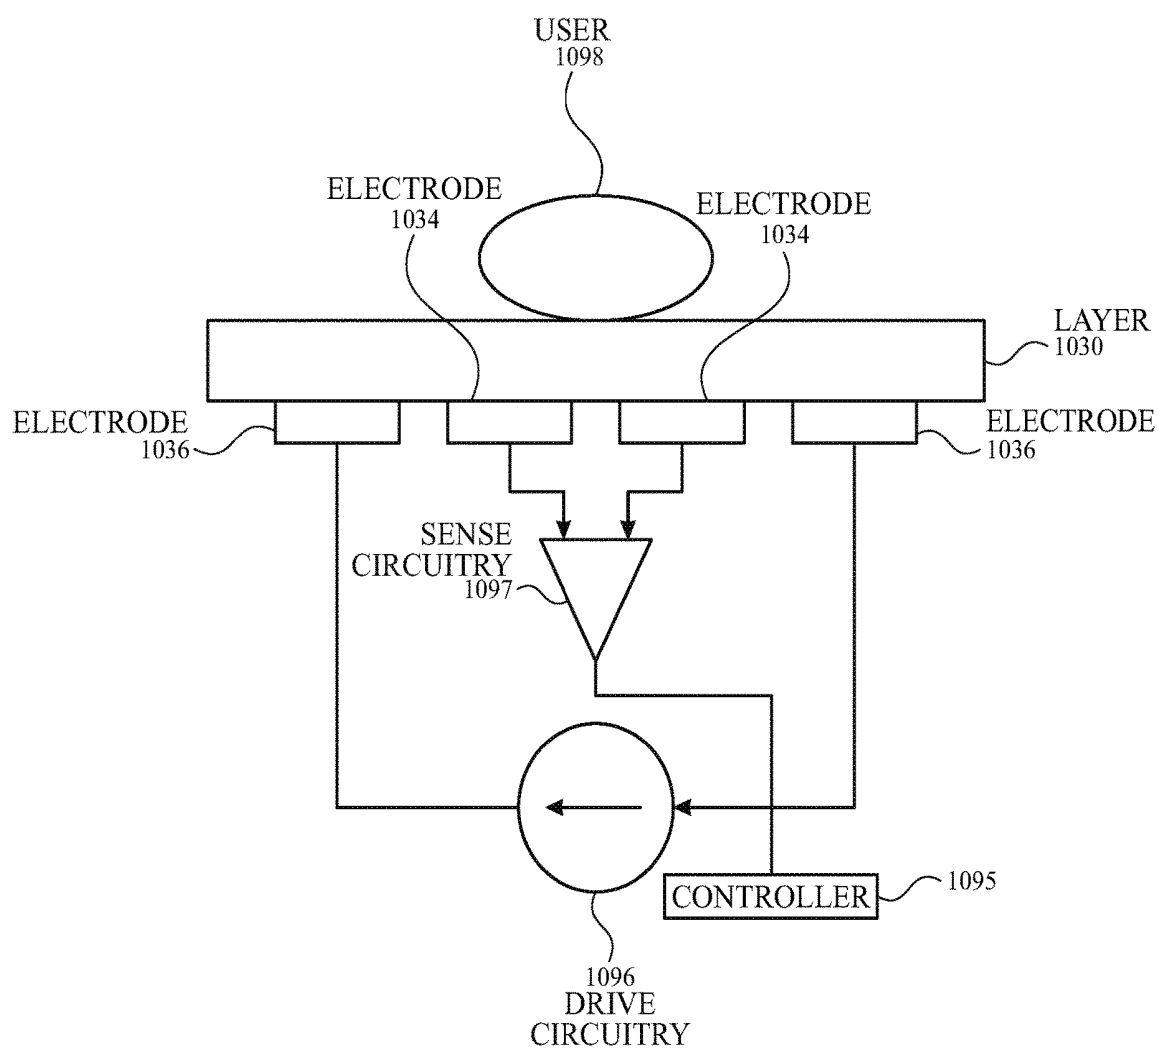 USER
1098
ELECTRODE
1034
ELECTRODE
1034
LAYER
1030
ELECTRODE
1036
ELECTRODE
1036
SENSE
CIRCUITRY
1097
CONTROLLER
1095
1096
DRIVE
CIRCUITRY